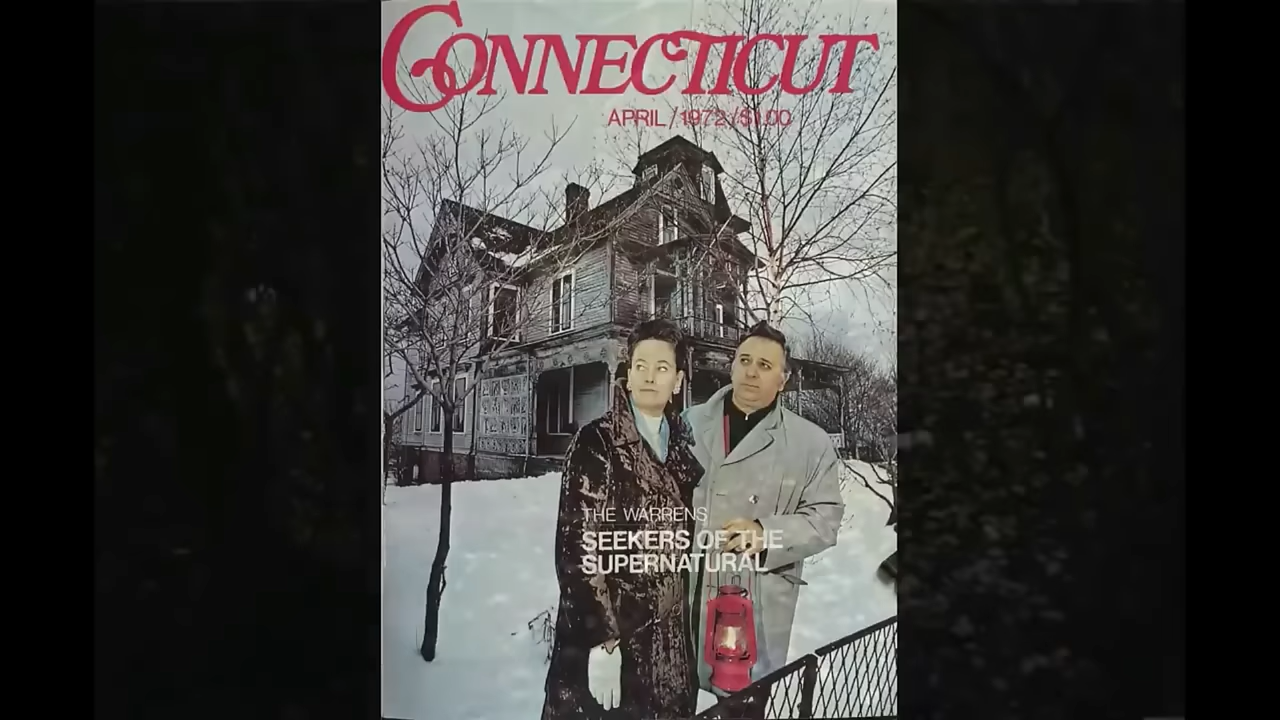 CONNECTICUT
APRIL/1972/$1.00
THE WARRENS
SEEKERS OF THE
SUPERNATURAL